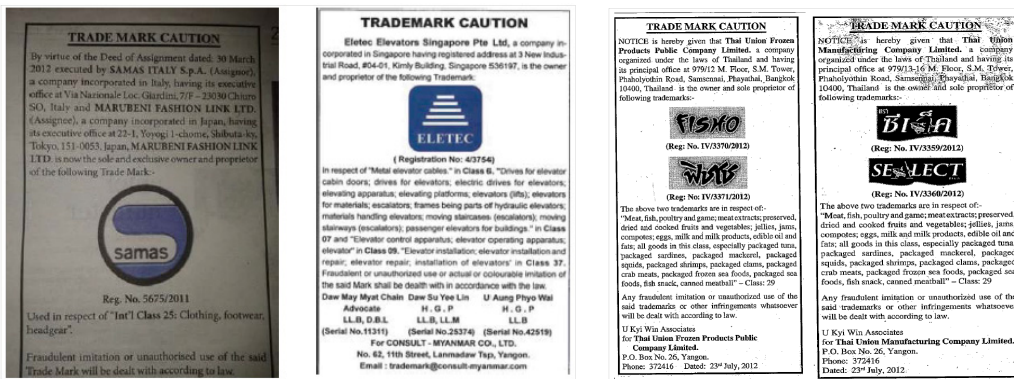 TRADE MARK CAUTION
By virtue of the Deed of Assignment dated: 30 March
2012 executed by SAMAS ITALY S.p.A. (Assignor),
a company incorporated in Italy, having its executive
office at Via Nazionale Loc. Giardini, 7/F – 23030 Chiuro
SO, Italy and MARUBENI FASHION LINK LTD.
(Assignee), a company incorporated in Japan, having
its executive office at 22-1, Yoyogi 1-chome, Shibuta-ky,
Tokyo, 151-0053, Japan, MARUBENI FASHION LINK
LTD. is now the sole and exclusive owner and proprietor
of the following Trade Mark:-
samas
Reg. No. 5675/2011
Used in respect of "Int'l Class 25: Clothing, footwear,
headgear".
Fraudulent imitation or unauthorised use of the said
Trade Mark will be dealt with according to law.
TRADEMARK CAUTION
Eletec Elevators Singapore Pte Ltd, a company in-
corporated in Singapore having registered address at 3 New Indus-
trial Road, #04-01, Kimly Building, Singapore 536197, is the owner
and proprietor of the following Trademark:
ELETEC
( Registration No: 4/3754)
In respect of "Metal elevator cables." in Class 6. "Drives for elevator
cabin doors; drives for elevators; electric drives for elevators;
elevating apparatus; elevating platforms; elevators (lifts); elevators
for materials; escalators; frames being parts of hydraulic elevators;
materials handling elevators; moving staircases (escalators); moving
stairways (escalators); passenger elevators for buildings." in Class
07 and "Elevator control apparatus; elevator operating apparatus;
elevator" in Class 09. "Elevator installation; elevator installation and
repair; elevator repair; installation of elevators' in Class 37.
Fraudalent or unauthorized use or actual or colourable imitation of
the said Mark shall be dealth with in accordance with the law.
Daw May Myat Chain Daw Su Yee Lin U Aung Phyo Wai
Advocate H . G . P H . G . P
LL.B, D.B.L LL.B, LL.M LL.B
(Serial No.11311) (Serial No.25374) (Serial No.42519)
For CONSULT - MYANMAR CO., LTD.
No. 62, 11th Street, Lanmadaw Tsp, Yangon.
Email : trademark@consult-myanmar.com
TRADE MARK CAUTION
NOTICE is hereby given that Thai Union Frozen
Products Public Company Limited. a company
organized under the laws of Thailand and having
its principal office at 979/12 M. Floor, S.M. Tower,
Phaholyothin Road, Samsennai, Phayathai, Bangkok
10400, Thailand is the owner and sole proprietor of
following trademarks:-
FISHO
(Reg: No. IV/3370/2012)
ฟิชโช
(Reg: No: IV/3371/2012)
The above two trademarks are in respect of:-
"Meat, fish, poultry and game; meat extracts; preserved,
dried and cooked fruits and vegetables; jellies, jams,
compotes; eggs, milk and milk products, edible oil and
fats; all goods in this class, especially packaged tuna,
packaged sardines, packaged mackerel, packaged
squids, packaged shrimps, packaged clams, packaged
crab meats, packaged frozen sea foods, packaged sea
foods, fish snack, canned meatball" – Class: 29
Any fraudulent imitation or unauthorized use of the
said trademarks or other infringements whatsoever
will be dealt with according to law.
U Kyi Win Associates
for Thai Union Frozen Products Public
Company Limited.
P.O. Box No. 26, Yangon.
Phone: 372416 Dated: 23rd July, 2012
TRADE MARK CAUTION
NOTICE is hereby given that Thai Union
Manufacturing Company Limited. a company
organized under the laws of Thailand and having its
principal office at 979/13-16 M. Floor, S.M. Tower,
Phaholyothin Road, Samsennai, Phayathai, Bangkok
10400, Thailand is the owner and sole proprietor of
following trademarks:-
ตรา
ซีเล็ค
(Reg: No. IV/3359/2012)
SEALECT
(Reg: No. IV/3360/2012)
The above two trademarks are in respect of:-
"Meat, fish, poultry and game; meat extracts; preserved
dried and cooked fruits and vegetables; jellies, jams
compotes; eggs, milk and milk products, edible oil and
fats; all goods in this class, especially packaged tuna
packaged sardines, packaged mackerel, packaged
squids, packaged shrimps, packaged clams, packaged
crab meats, packaged frozen sea foods, packaged sea
foods, fish snack, canned meatball" – Class: 29
Any fraudulent imitation or unauthorized use of the
said trademarks or other infringements whatsoever
will be dealt with according to law.
U Kyi Win Associates
for Thai Union Manufacturing Company Limited.
P.O. Box No. 26, Yangon.
Phone: 372416
Dated: 23rd July, 2012